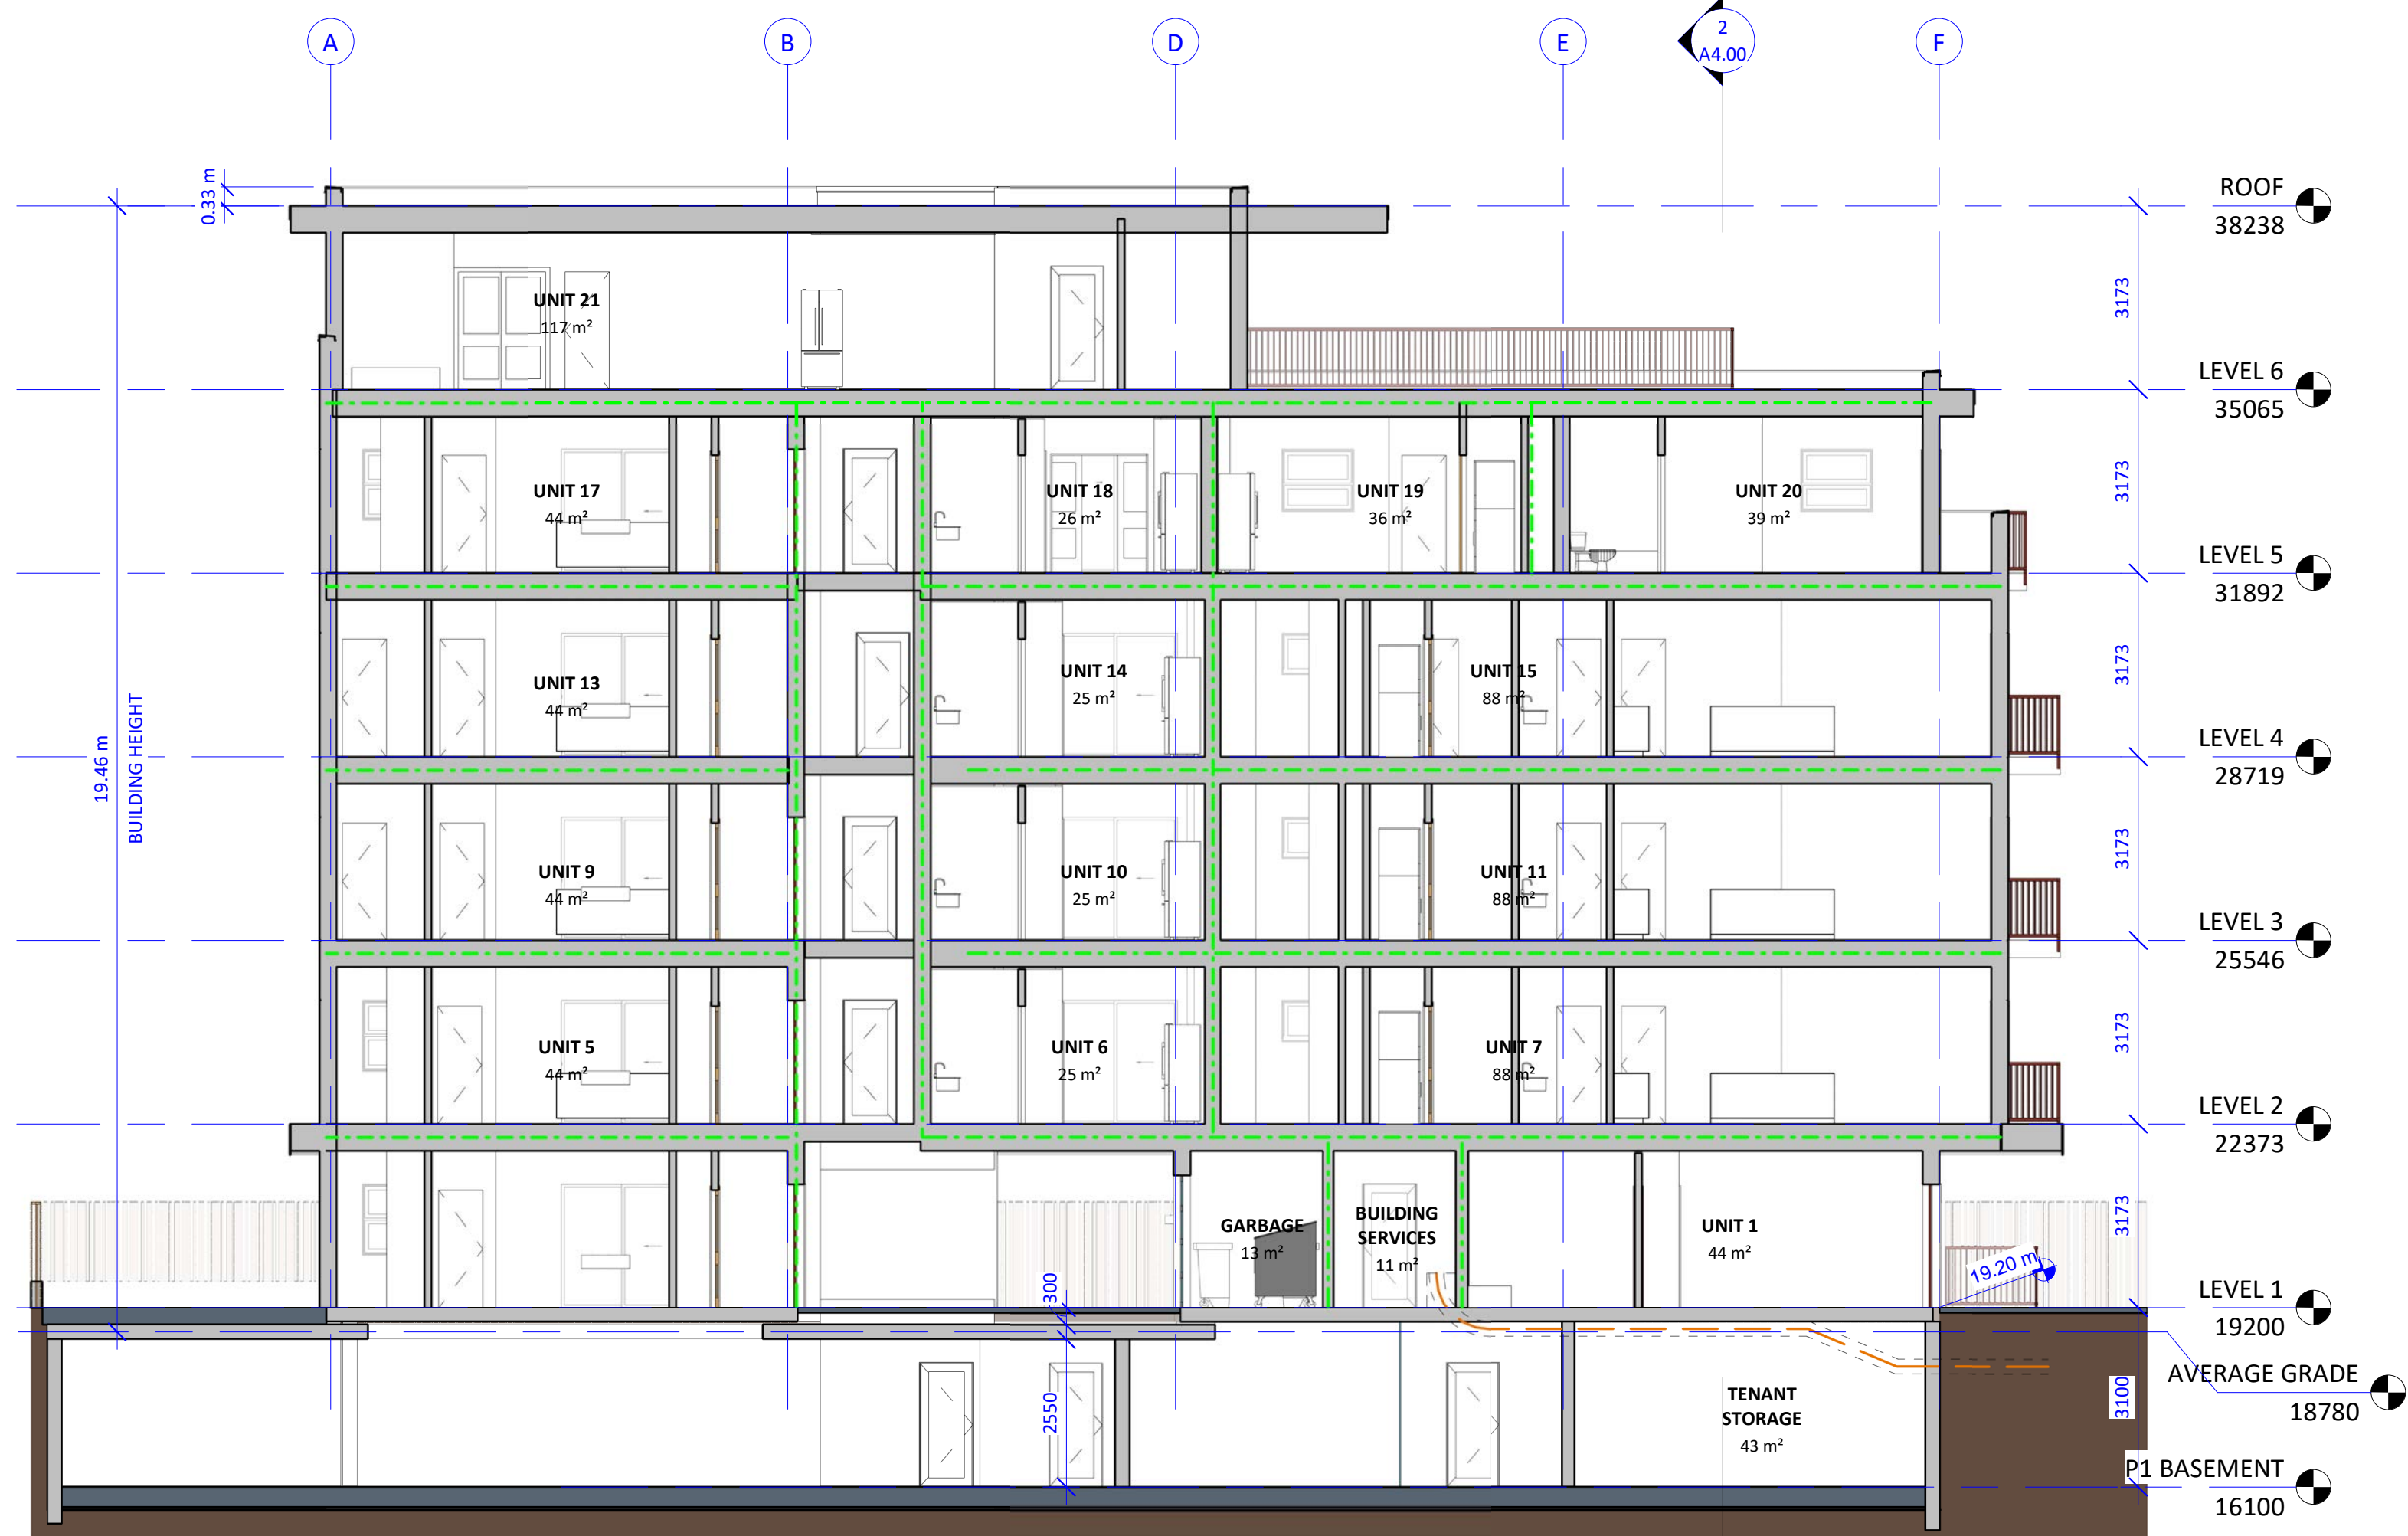 A
B
D
E
2
A4.00
F
0.33 m
ROOF
38238
3173
UNIT 21
117 m²
LEVEL 6
35065
3173
UNIT 17
44 m²
UNIT 18
26 m²
UNIT 19
36 m²
UNIT 20
39 m²
LEVEL 5
31892
3173
UNIT 13
44 m²
UNIT 14
25 m²
UNIT 15
88 m²
19.46 m
BUILDING HEIGHT
LEVEL 4
28719
3173
UNIT 9
44 m²
UNIT 10
25 m²
UNIT 11
88 m²
LEVEL 3
25546
3173
UNIT 5
44 m²
UNIT 6
25 m²
UNIT 7
88 m²
LEVEL 2
22373
3173
GARBAGE
13 m²
BUILDING
SERVICES
11 m²
UNIT 1
44 m²
19.20 m
300
LEVEL 1
19200
AVERAGE GRADE
18780
2550
TENANT
STORAGE
43 m²
3100
P1 BASEMENT
16100